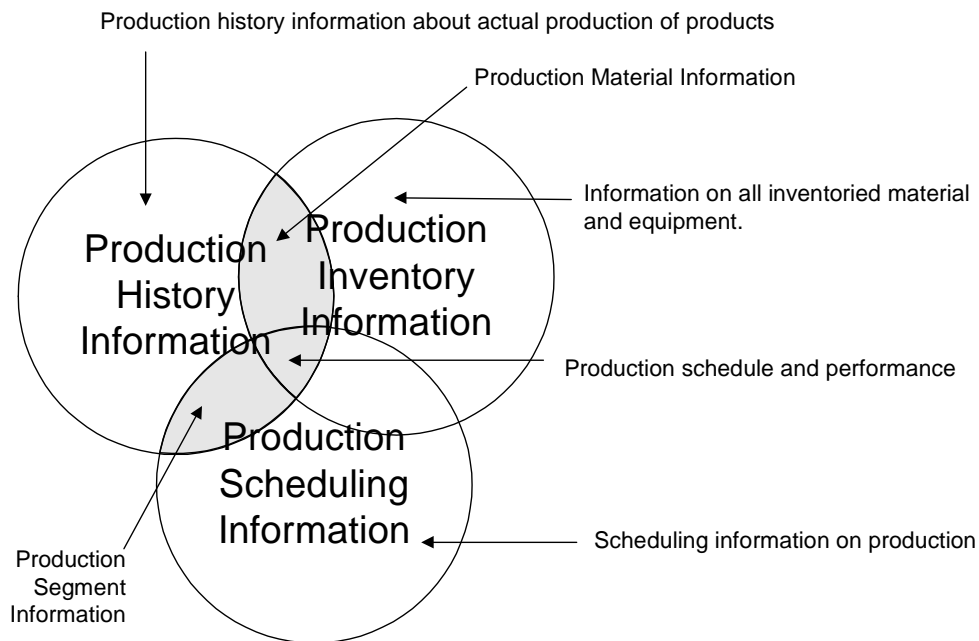 Production history information about actual production of products
Production Material Information
Information on all inventoried material
and equipment.
Production
History
Information
Production
Inventory
Information
Production schedule and performance
Production
Scheduling
Information
Scheduling information on production
Production
Segment
Information